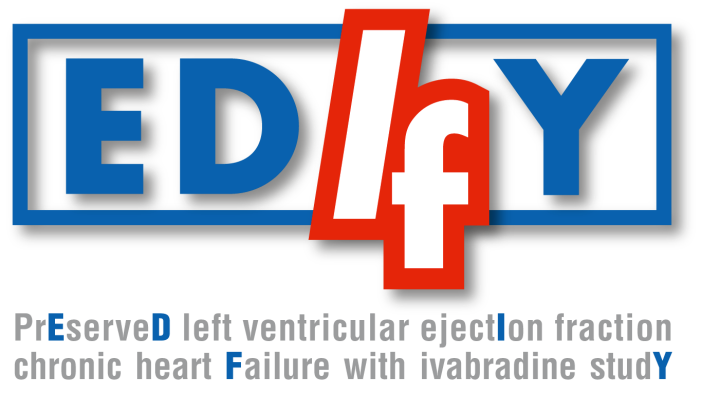 EDIfY
PrEserveD left ventricular ejectIon fraction
chronic heart Failure with ivabradine studY